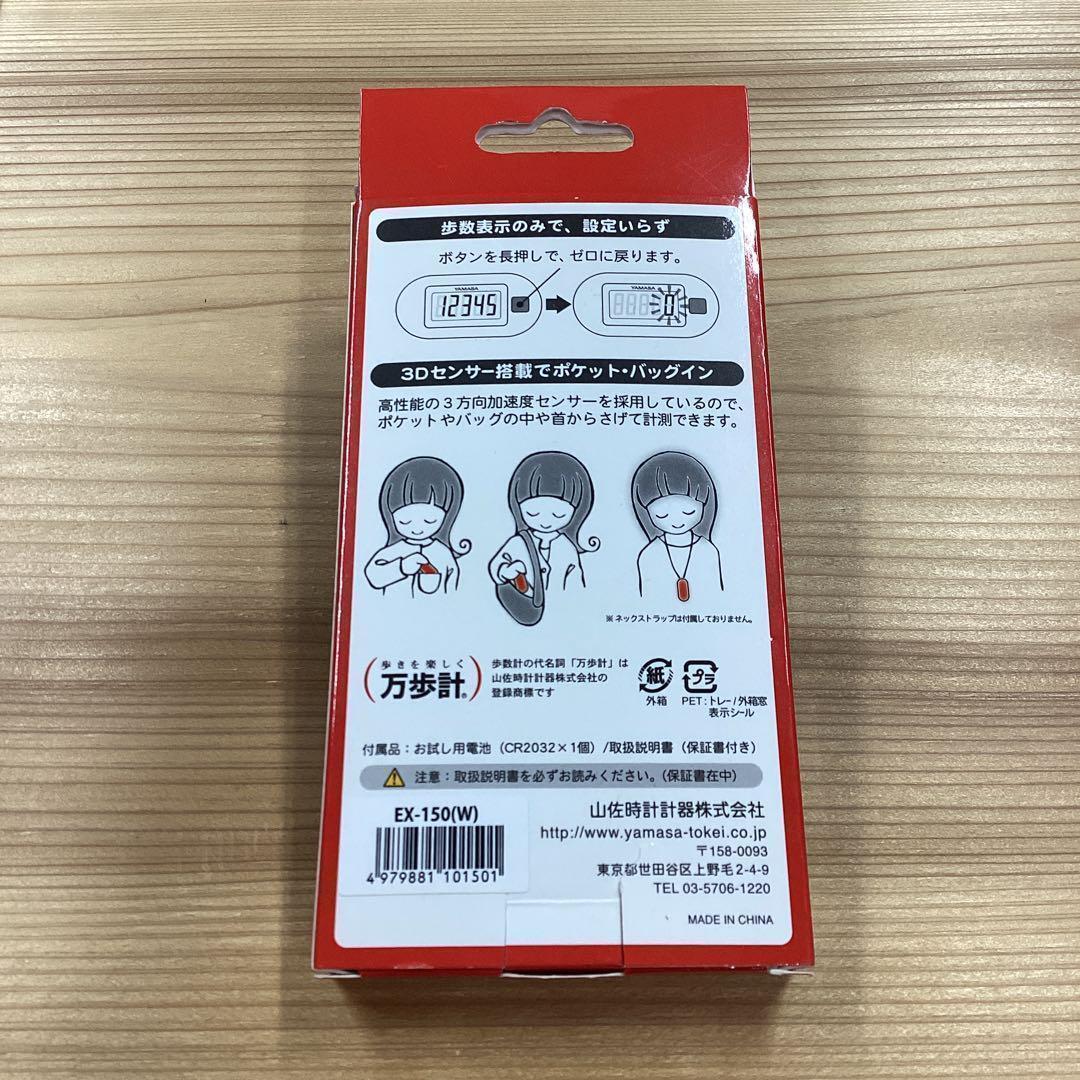 歩数表示のみで、設定いらず
ボタンを長押しで、ゼロに戻ります。
YAMASA
12345
YAMASA
0
3Dセンサー搭載でポケット・バッグイン
高性能の3方向加速度センサーを採用しているので、
ポケットやバッグの中や首からさげて計測できます。
※ネックストラップは付属しておりません。
歩きを楽しく
万歩計®
歩数計の代名詞「万歩計」は
山佐時計計器株式会社の
登録商標です
紙
外箱
プラ
PET:トレー/外箱窓
表示シール
付属品:お試し用電池(CR2032×1個)/取扱説明書(保証書付き)
注意:取扱説明書を必ずお読みください。(保証書在中)
EX-150(W)
4 979881 101501
山佐時計計器株式会社
http://www.yamasa-tokei.co.jp
〒158-0093
東京都世田谷区上野毛2-4-9
TEL 03-5706-1220
MADE IN CHINA